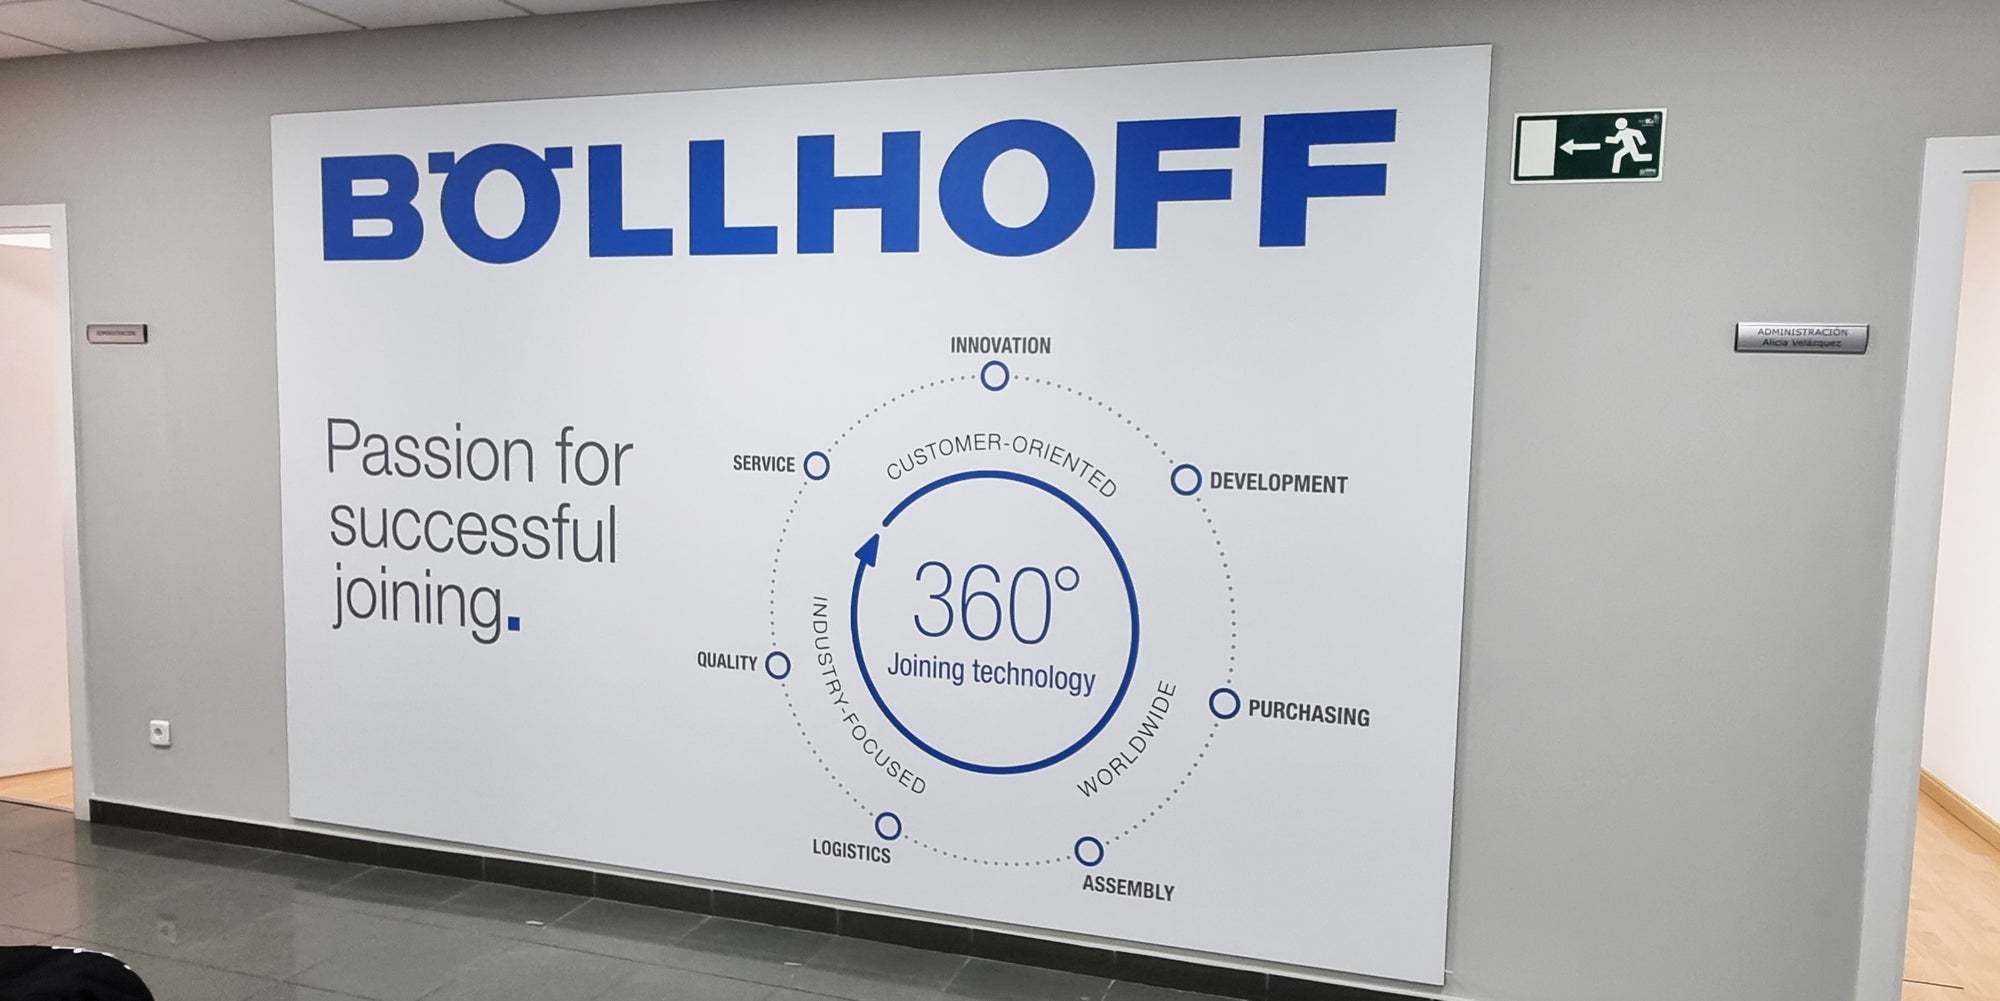 BÖLLHOFF
Passion for
successful
joining.
INNOVATION
DEVELOPMENT
PURCHASING
ASSEMBLY
LOGISTICS
QUALITY
SERVICE
CUSTOMER-ORIENTED
WORLDWIDE
INDUSTRY-FOCUSED
360°
Joining technology
ADMINISTRACIÓN
ADMINISTRACIÓN
Alicia Velázquez